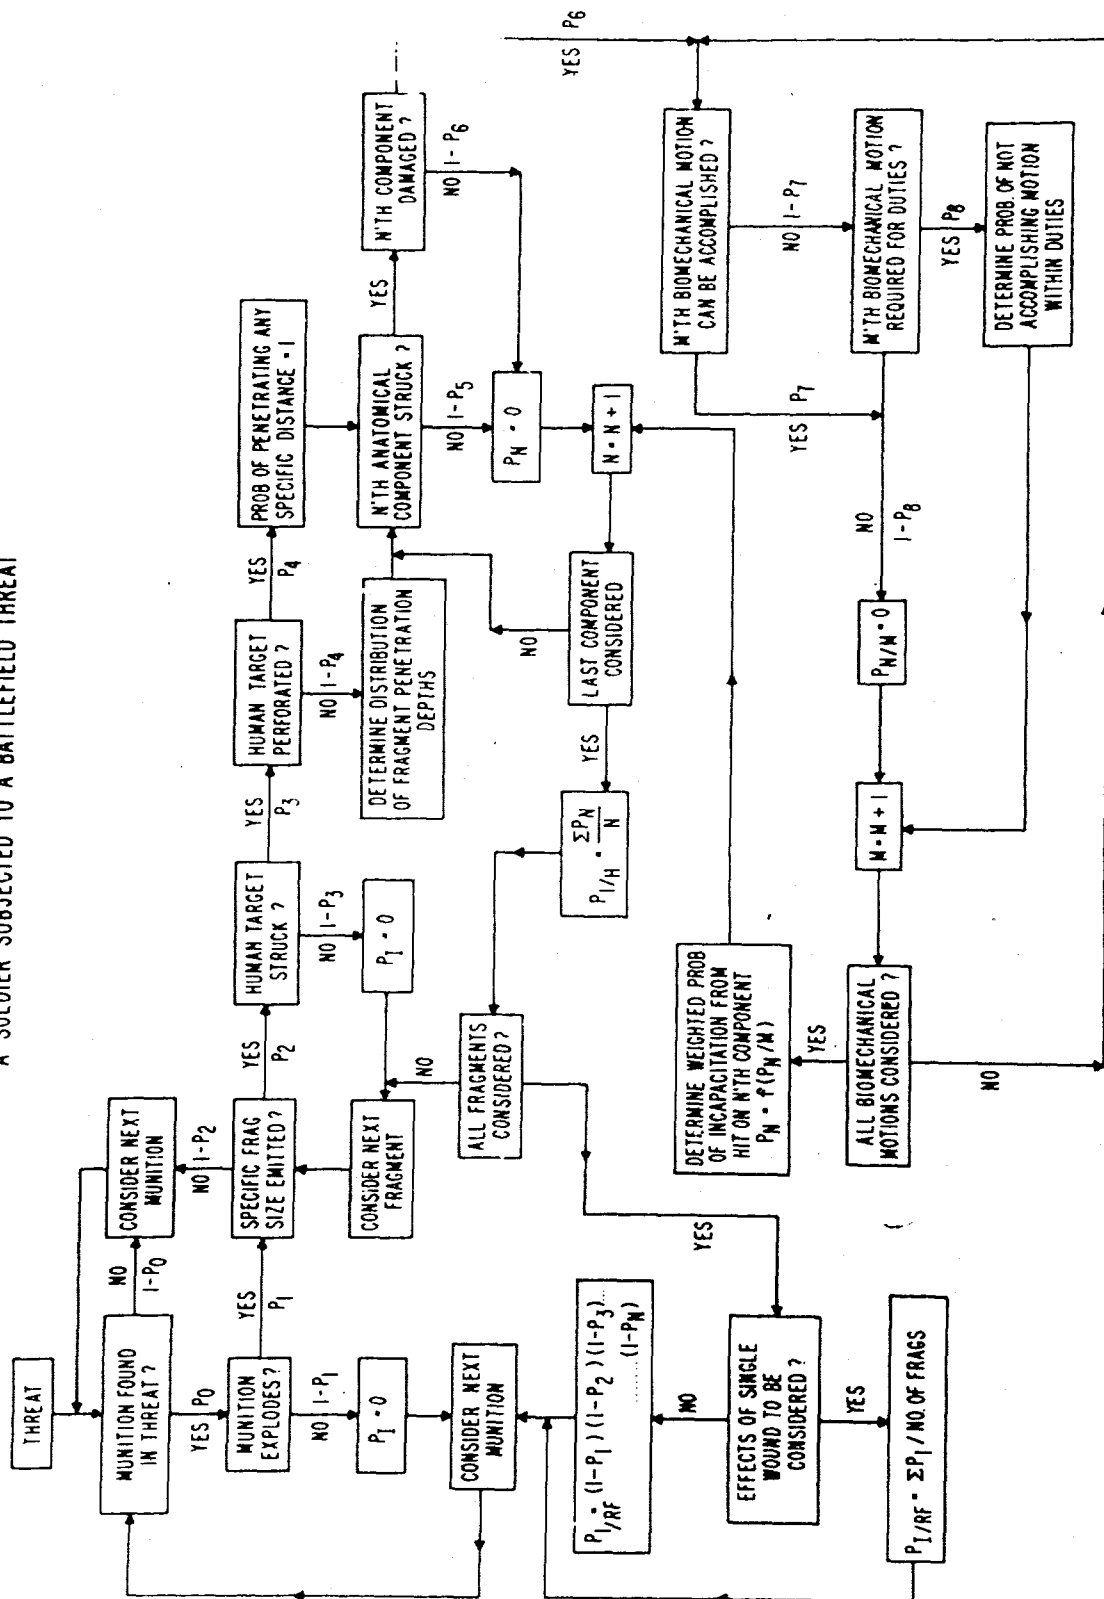 A SOLDIER SUBJECTED TO A BATTLEFIELD THREAT
THREAT
MUNITION FOUND
IN THREAT ?
NO
1-P0
CONSIDER NEXT
MUNITION
YES P0
MUNITION
EXPLODES ?
YES
P1
NO 1-P1
PI = 0
CONSIDER NEXT
MUNITION
SPECIFIC FRAG
SIZE EMITTED ?
NO 1-P2
YES
P2
CONSIDER NEXT
FRAGMENT
HUMAN TARGET
STRUCK ?
NO 1-P3
PI = 0
YES
P3
HUMAN TARGET
PERFORATED ?
NO 1-P4
DETERMINE DISTRIBUTION
OF FRAGMENT PENETRATION
DEPTHS
YES
P4
PROB OF PENETRATING ANY
SPECIFIC DISTANCE = 1
N'TH ANATOMICAL
COMPONENT STRUCK ?
YES
NO 1-P5
N'TH COMPONENT
DAMAGED ?
NO 1-P6
PN = 0
N = N + 1
LAST COMPONENT
CONSIDERED
NO
YES
PI/H = ΣPN
N
ALL FRAGMENTS
CONSIDERED ?
NO
YES
EFFECTS OF SINGLE
WOUND TO BE
CONSIDERED ?
NO
PI/RF = (1-P1)(1-P2)(1-P3)...
......(1-PN)
YES
PI/RF = ΣPI / NO. OF FRAGS
YES P6
M'TH BIOMECHANICAL MOTION
CAN BE ACCOMPLISHED ?
NO 1-P7
YES P7
M'TH BIOMECHANICAL MOTION
REQUIRED FOR DUTIES ?
YES P8
NO
1-P8
DETERMINE PROB. OF NOT
ACCOMPLISHING MOTION
WITHIN DUTIES
PN/M = 0
M = M + 1
ALL BIOMECHANICAL
MOTIONS CONSIDERED ?
YES
NO
DETERMINE WEIGHTED PROB
OF INCAPACITATION FROM
HIT ON N'TH COMPONENT
PN = f(PN/M)